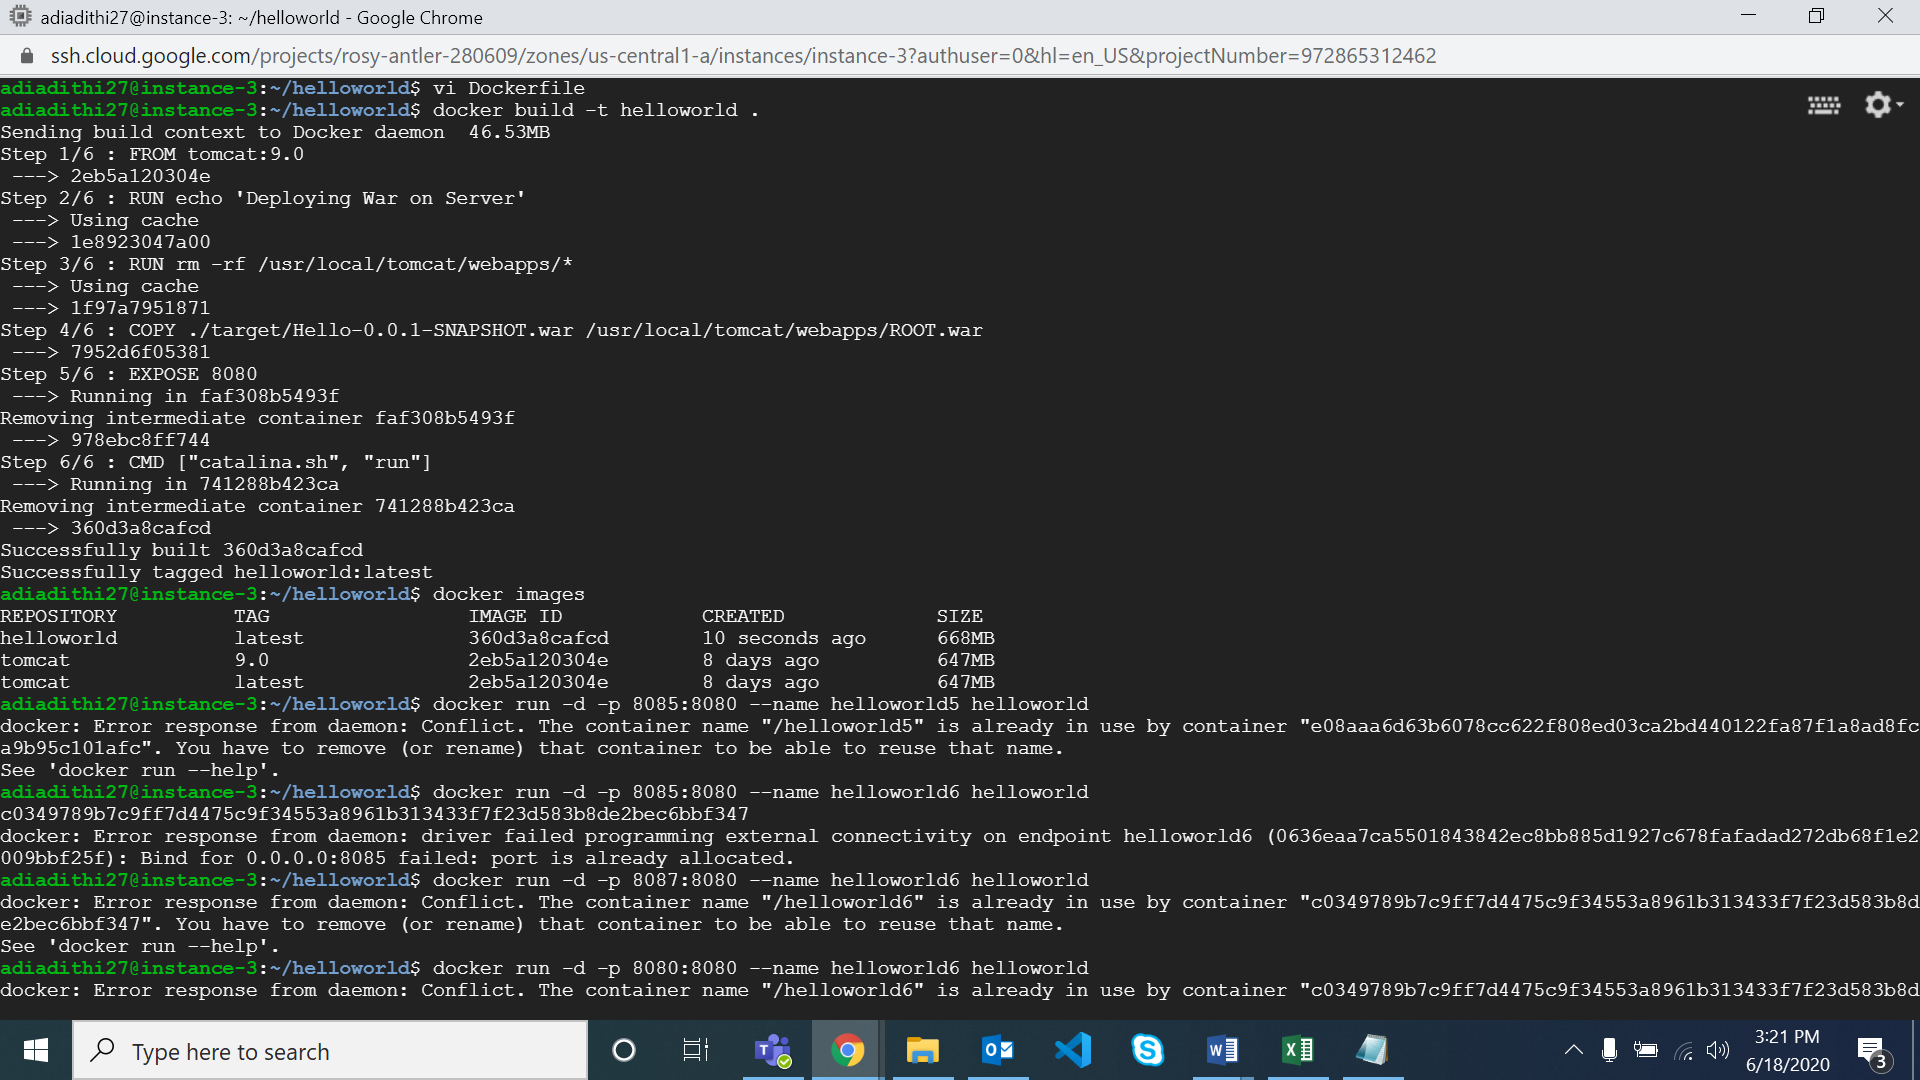 adiadithi27@instance-3: ~/helloworld - Google Chrome
ssh.cloud.google.com/projects/rosy-antler-280609/zones/us-central1-a/instances/instance-3?authuser=0&hl=en_US&projectNumber=972865312462
adiadithi27@instance-3:~/helloworld$ vi Dockerfile
adiadithi27@instance-3:~/helloworld$ docker build -t helloworld .
Sending build context to Docker daemon  46.53MB
Step 1/6 : FROM tomcat:9.0
 ---> 2eb5a120304e
Step 2/6 : RUN echo 'Deploying War on Server'
 ---> Using cache
 ---> 1e8923047a00
Step 3/6 : RUN rm -rf /usr/local/tomcat/webapps/*
 ---> Using cache
 ---> 1f97a7951871
Step 4/6 : COPY ./target/Hello-0.0.1-SNAPSHOT.war /usr/local/tomcat/webapps/ROOT.war
 ---> 7952d6f05381
Step 5/6 : EXPOSE 8080
 ---> Running in faf308b5493f
Removing intermediate container faf308b5493f
 ---> 978ebc8ff744
Step 6/6 : CMD ["catalina.sh", "run"]
 ---> Running in 741288b423ca
Removing intermediate container 741288b423ca
 ---> 360d3a8cafcd
Successfully built 360d3a8cafcd
Successfully tagged helloworld:latest
adiadithi27@instance-3:~/helloworld$ docker images
REPOSITORY          TAG                 IMAGE ID            CREATED             SIZE
helloworld          latest              360d3a8cafcd        10 seconds ago      668MB
tomcat              9.0                 2eb5a120304e        8 days ago          647MB
tomcat              latest              2eb5a120304e        8 days ago          647MB
adiadithi27@instance-3:~/helloworld$ docker run -d -p 8085:8080 --name helloworld5 helloworld
docker: Error response from daemon: Conflict. The container name "/helloworld5" is already in use by container "e08aaa6d63b6078cc622f808ed03ca2bd440122fa87f1a8ad8fc
a9b95c101afc". You have to remove (or rename) that container to be able to reuse that name.
See 'docker run --help'.
adiadithi27@instance-3:~/helloworld$ docker run -d -p 8085:8080 --name helloworld6 helloworld
c0349789b7c9ff7d4475c9f34553a8961b313433f7f23d583b8de2bec6bbf347
docker: Error response from daemon: driver failed programming external connectivity on endpoint helloworld6 (0636eaa7ca5501843842ec8bb885d1927c678fafadad272db68f1e2
009bbf25f): Bind for 0.0.0.0:8085 failed: port is already allocated.
adiadithi27@instance-3:~/helloworld$ docker run -d -p 8087:8080 --name helloworld6 helloworld
docker: Error response from daemon: Conflict. The container name "/helloworld6" is already in use by container "c0349789b7c9ff7d4475c9f34553a8961b313433f7f23d583b8d
e2bec6bbf347". You have to remove (or rename) that container to be able to reuse that name.
See 'docker run --help'.
adiadithi27@instance-3:~/helloworld$ docker run -d -p 8080:8080 --name helloworld6 helloworld
docker: Error response from daemon: Conflict. The container name "/helloworld6" is already in use by container "c0349789b7c9ff7d4475c9f34553a8961b313433f7f23d583b8d
Type here to search
3:21 PM
6/18/2020
3